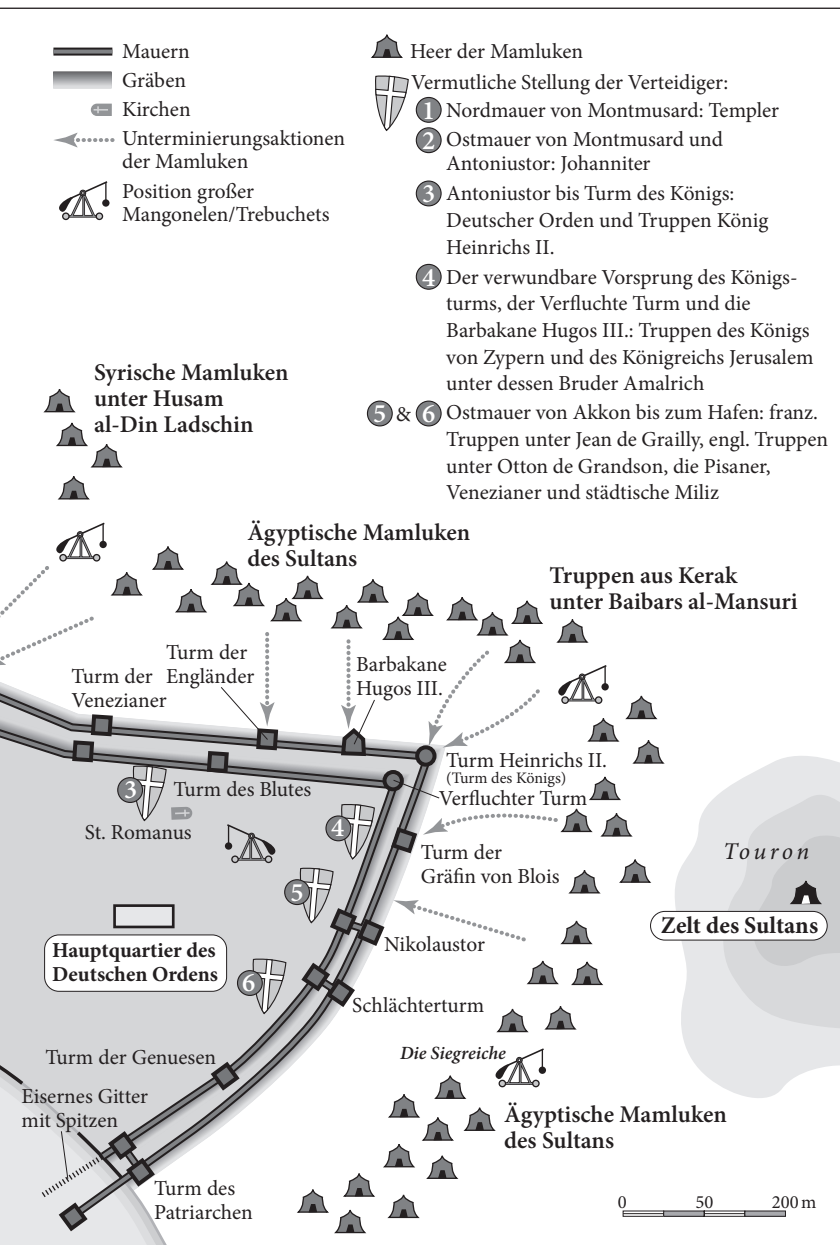 Mauern
Gräben
Kirchen
Unterminierungsaktionen
der Mamluken
Position großer
Mangonelen/Trebuchets
Heer der Mamluken
Vermutliche Stellung der Verteidiger:
1 Nordmauer von Montmusard: Templer
2 Ostmauer von Montmusard und
Antoniustor: Johanniter
3 Antoniustor bis Turm des Königs:
Deutscher Orden und Truppen König
Heinrichs II.
4 Der verwundbare Vorsprung des Königs-
turms, der Verfluchte Turm und die
Barbakane Hugos III.: Truppen des Königs
von Zypern und des Königreichs Jerusalem
unter dessen Bruder Amalrich
5 & 6 Ostmauer von Akkon bis zum Hafen: franz.
Truppen unter Jean de Grailly, engl. Truppen
unter Otton de Grandson, die Pisaner,
Venezianer und städtische Miliz
Syrische Mamluken
unter Husam
al-Din Ladschin
Ägyptische Mamluken
des Sultans
Truppen aus Kerak
unter Baibars al-Mansuri
Turm der
Venezianer
Turm der
Engländer
Barbakane
Hugos III.
Turm Heinrichs II.
(Turm des Königs)
Verfluchter Turm
3
Turm des Blutes
St. Romanus
4
Turm der
Gräfin von Blois
Touron
5
Zelt des Sultans
Nikolaustor
Hauptquartier des
Deutschen Ordens
6
Schlächterturm
Turm der Genuesen
Die Siegreiche
Eisernes Gitter
mit Spitzen
Ägyptische Mamluken
des Sultans
Turm des
Patriarchen
0 50 200 m